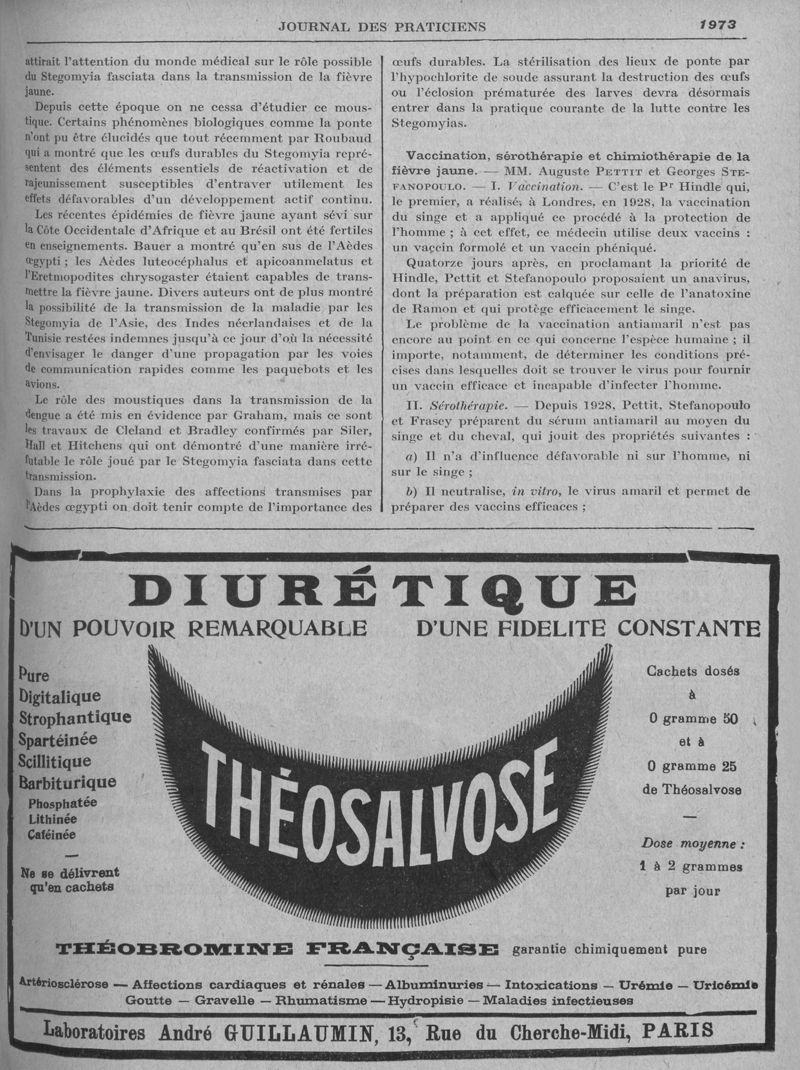 JOURNAL DES PRATICIENS
1973
attirait l'attention du monde médical sur le rôle possible
du Stegomyia fasciata dans la transmission de la fièvre
jaune.
Depuis cette époque on ne cessa d'étudier ce mous-
tique. Certains phénomènes biologiques comme la ponte
n'ont pu être élucidés que tout récemment par Roubaud
qui a montré que les œufs durables du Stegomyia repré-
sentent des éléments essentiels de réactivation et de
rajeunissement susceptibles d'entraver utilement les
effets défavorables d'un développement actif continu.
Les récentes épidémies de fièvre jaune ayant sévi sur
la Côte Occidentale d'Afrique et au Brésil ont été fertiles
en enseignements. Bauer a montré qu'en sus de l'Aèdes
œgypti ; les Aèdes luteocéphalus et apicoanmelatus et
l'Eretmopodites chrysogaster étaient capables de trans-
mettre la fièvre jaune. Divers auteurs ont de plus montré
la possibilité de la transmission de la maladie par les
Stegomyia de l'Asie, des Indes néerlandaises et de la
Tunisie restées indemnes jusqu'à ce jour d'où la nécessité
d'envisager le danger d'une propagation par les voies
de communication rapides comme les paquebots et les
avions.
Le rôle des moustiques dans la transmission de la
dengue a été mis en évidence par Graham, mais ce sont
les travaux de Cleland et Bradley confirmés par Siler,
Hall et Hitchens qui ont démontré d'une manière irré-
futable le rôle joué par le Stegomyia fasciata dans cette
transmission.
Dans la prophylaxie des affections transmises par
l'Aèdes œgypti on doit tenir compte de l'importance des
œufs durables. La stérilisation des lieux de ponte par
l'hypochlorite de soude assurant la destruction des œufs
ou l'éclosion prématurée des larves devra désormais
entrer dans la pratique courante de la lutte contre les
Stegomyias.
Vaccination, sérothérapie et chimiothérapie de la
fièvre jaune. — MM. Auguste PETTIT et Georges STE-
FANOPOULO. — I. Vaccination. — C'est le Pr Hindle qui,
le premier, a réalisé, à Londres, en 1928, la vaccination
du singe et a appliqué ce procédé à la protection de
l'homme ; à cet effet, ce médecin utilise deux vaccins :
un vaccin formolé et un vaccin phéniqué.
Quatorze jours après, en proclamant la priorité de
Hindle, Pettit et Stefanopoulo proposaient un anavirus,
dont la préparation est calquée sur celle de l'anatoxine
de Ramon et qui protège efficacement le singe.
Le problème de la vaccination antiamaril n'est pas
encore au point en ce qui concerne l'espèce humaine ; il
importe, notamment, de déterminer les conditions pré-
cises dans lesquelles doit se trouver le virus pour fournir
un vaccin efficace et incapable d'infecter l'homme.
II. Sérothérapie. — Depuis 1928, Pettit, Stefanopoulo
et Frasey préparent du sérum antiamaril au moyen du
singe et du cheval, qui jouit des propriétés suivantes :
a) Il n'a d'influence défavorable ni sur l'homme, ni
sur le singe ;
b) Il neutralise, in vitro, le virus amaril et permet de
préparer des vaccins efficaces ;
DIURÉTIQUE
D'UN POUVOIR REMARQUABLE D'UNE FIDELITE CONSTANTE
Pure
Digitalique
Strophantique
Spartéinée
Scillitique
Barbiturique
Phosphatée
Lithinée
Caféinée
—
Ne se délivrent
qu'en cachets
THÉOSALVOSE
Cachets dosés
à
0 gramme 50
et à
0 gramme 25
de Théosalvose
—
Dose moyenne :
1 à 2 grammes
par jour
THÉOBROMINE FRANÇAISE garantie chimiquement pure
Artériosclérose — Affections cardiaques et rénales — Albuminuries — Intoxications — Urémie — Uricémie
Goutte — Gravelle — Rhumatisme — Hydropisie — Maladies infectieuses
Laboratoires André GUILLAUMIN, 13, Rue du Cherche-Midi, PARIS